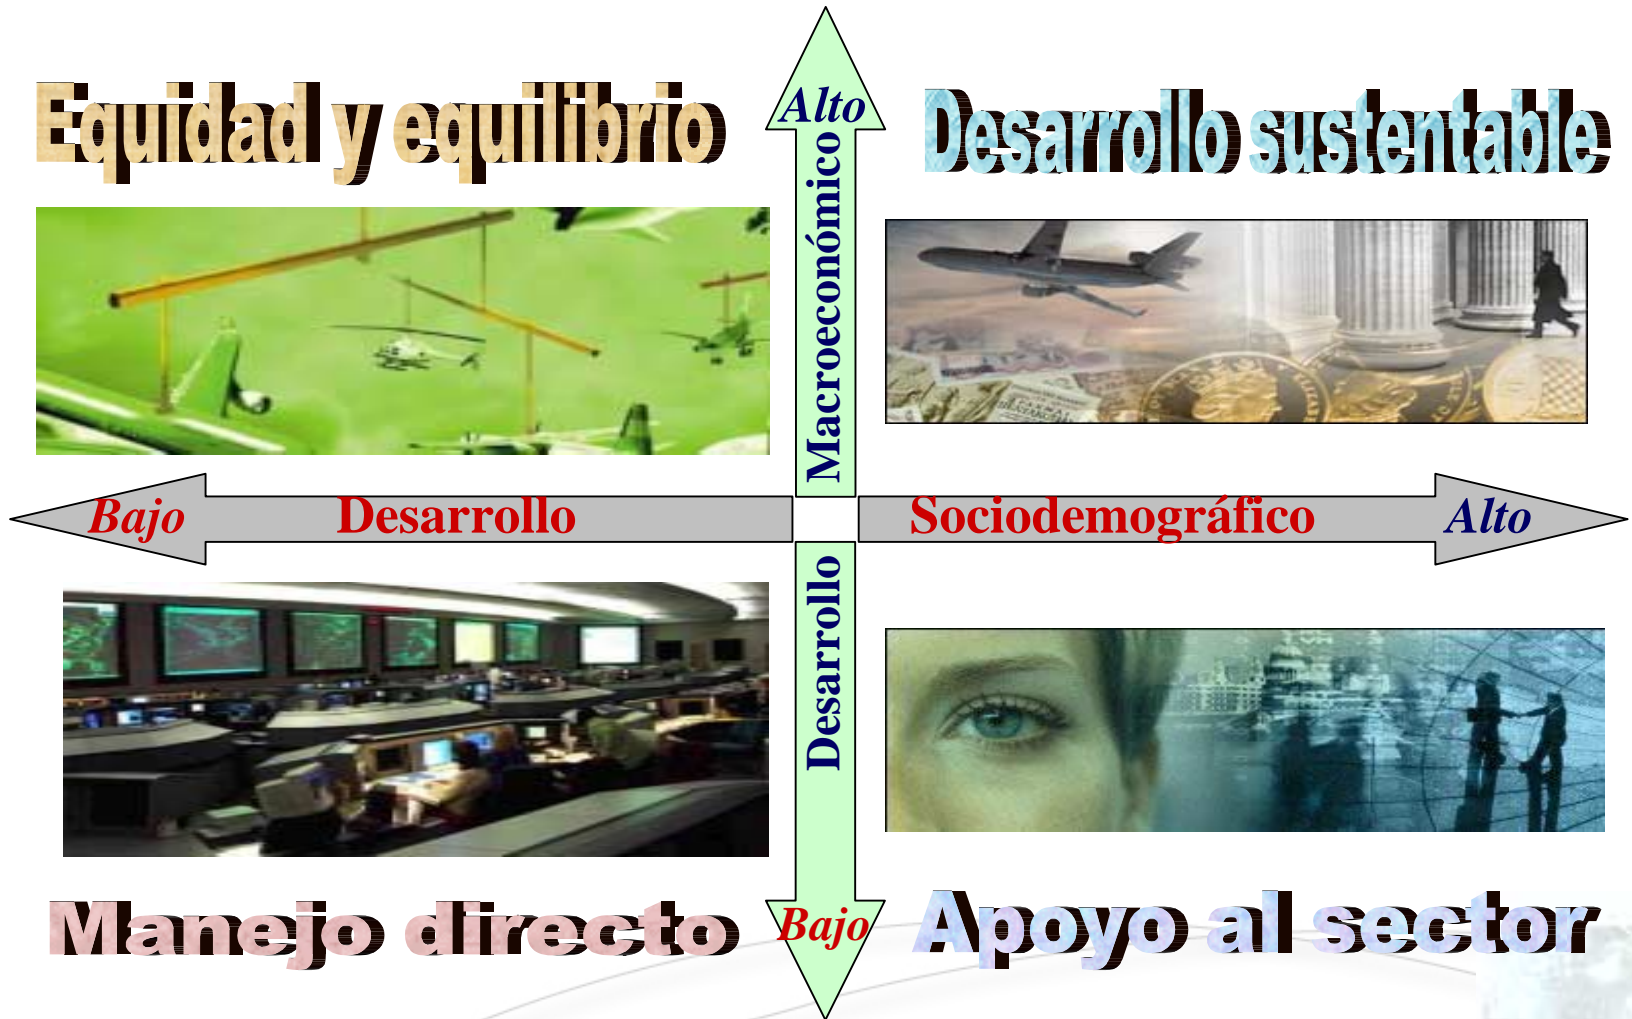 Equidad y equilibrio
Alto
Desarrollo sustentable
Macroeconómico
Bajo
Desarrollo
Sociodemográfico
Alto
Desarrollo
Manejo directo
Bajo
Apoyo al sector